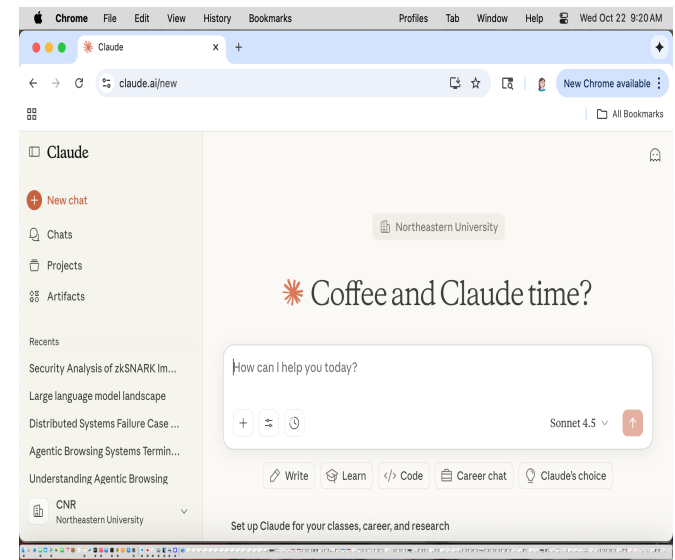 Chrome File Edit View History Bookmarks Profiles Tab Window Help Wed Oct 22 9:20 AM
Claude
claude.ai/new
New Chrome available
All Bookmarks
Claude
New chat
Chats
Projects
Artifacts
Recents
Security Analysis of zkSNARK Im...
Large language model landscape
Distributed Systems Failure Case ...
Agentic Browsing Systems Termin...
Understanding Agentic Browsing
CNR
Northeastern University
Northeastern University
Coffee and Claude time?
How can I help you today?
Sonnet 4.5
Write Learn </> Code Career chat Claude's choice
Set up Claude for your classes, career, and research